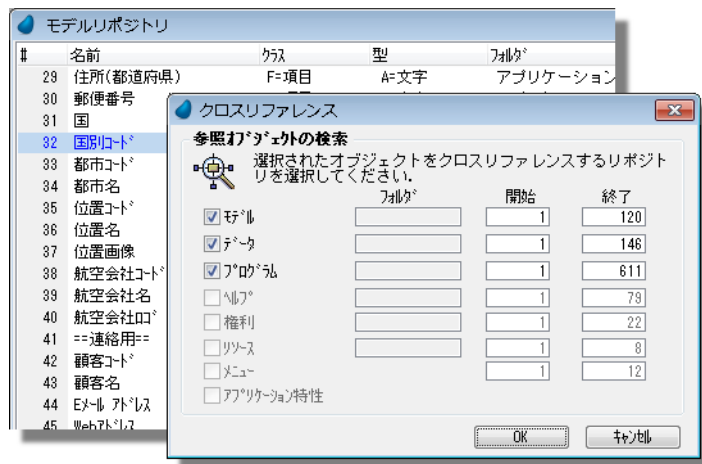 モデルリポジトリ
# 名前 ｸﾗｽ 型 ﾌｫﾙﾀﾞ
29 住所(都道府県) F=項目 A=文字 アプリケーション
30 郵便番号
31 国
32 国別ｺｰﾄﾞ
33 都市ｺｰﾄﾞ
34 都市名
35 位置ｺｰﾄﾞ
36 位置名
37 位置画像
38 航空会社ｺｰﾄﾞ
39 航空会社名
40 航空会社ﾛｺﾞ
41 ==連絡用==
42 顧客ｺｰﾄﾞ
43 顧客名
44 Eﾒｰﾙ ｱﾄﾞﾚｽ
45 Webｱﾄﾞﾚｽ
クロスリファレンス
参照ｵﾌﾞｼﾞｪｸﾄの検索
選択されたオブジェクトをクロスリファレンスするリポジト
リを選択してください.
ﾌｫﾙﾀﾞ 開始 終了
ﾓﾃﾞﾙ 1 120
ﾃﾞｰﾀ 1 146
ﾌﾟﾛｸﾞﾗﾑ 1 611
ﾍﾙﾌﾟ 1 79
権利 1 22
ﾘｿｰｽ 1 8
ﾒﾆｭｰ 1 12
ｱﾌﾟﾘｹｰｼｮﾝ特性
OK ｷｬﾝｾﾙ